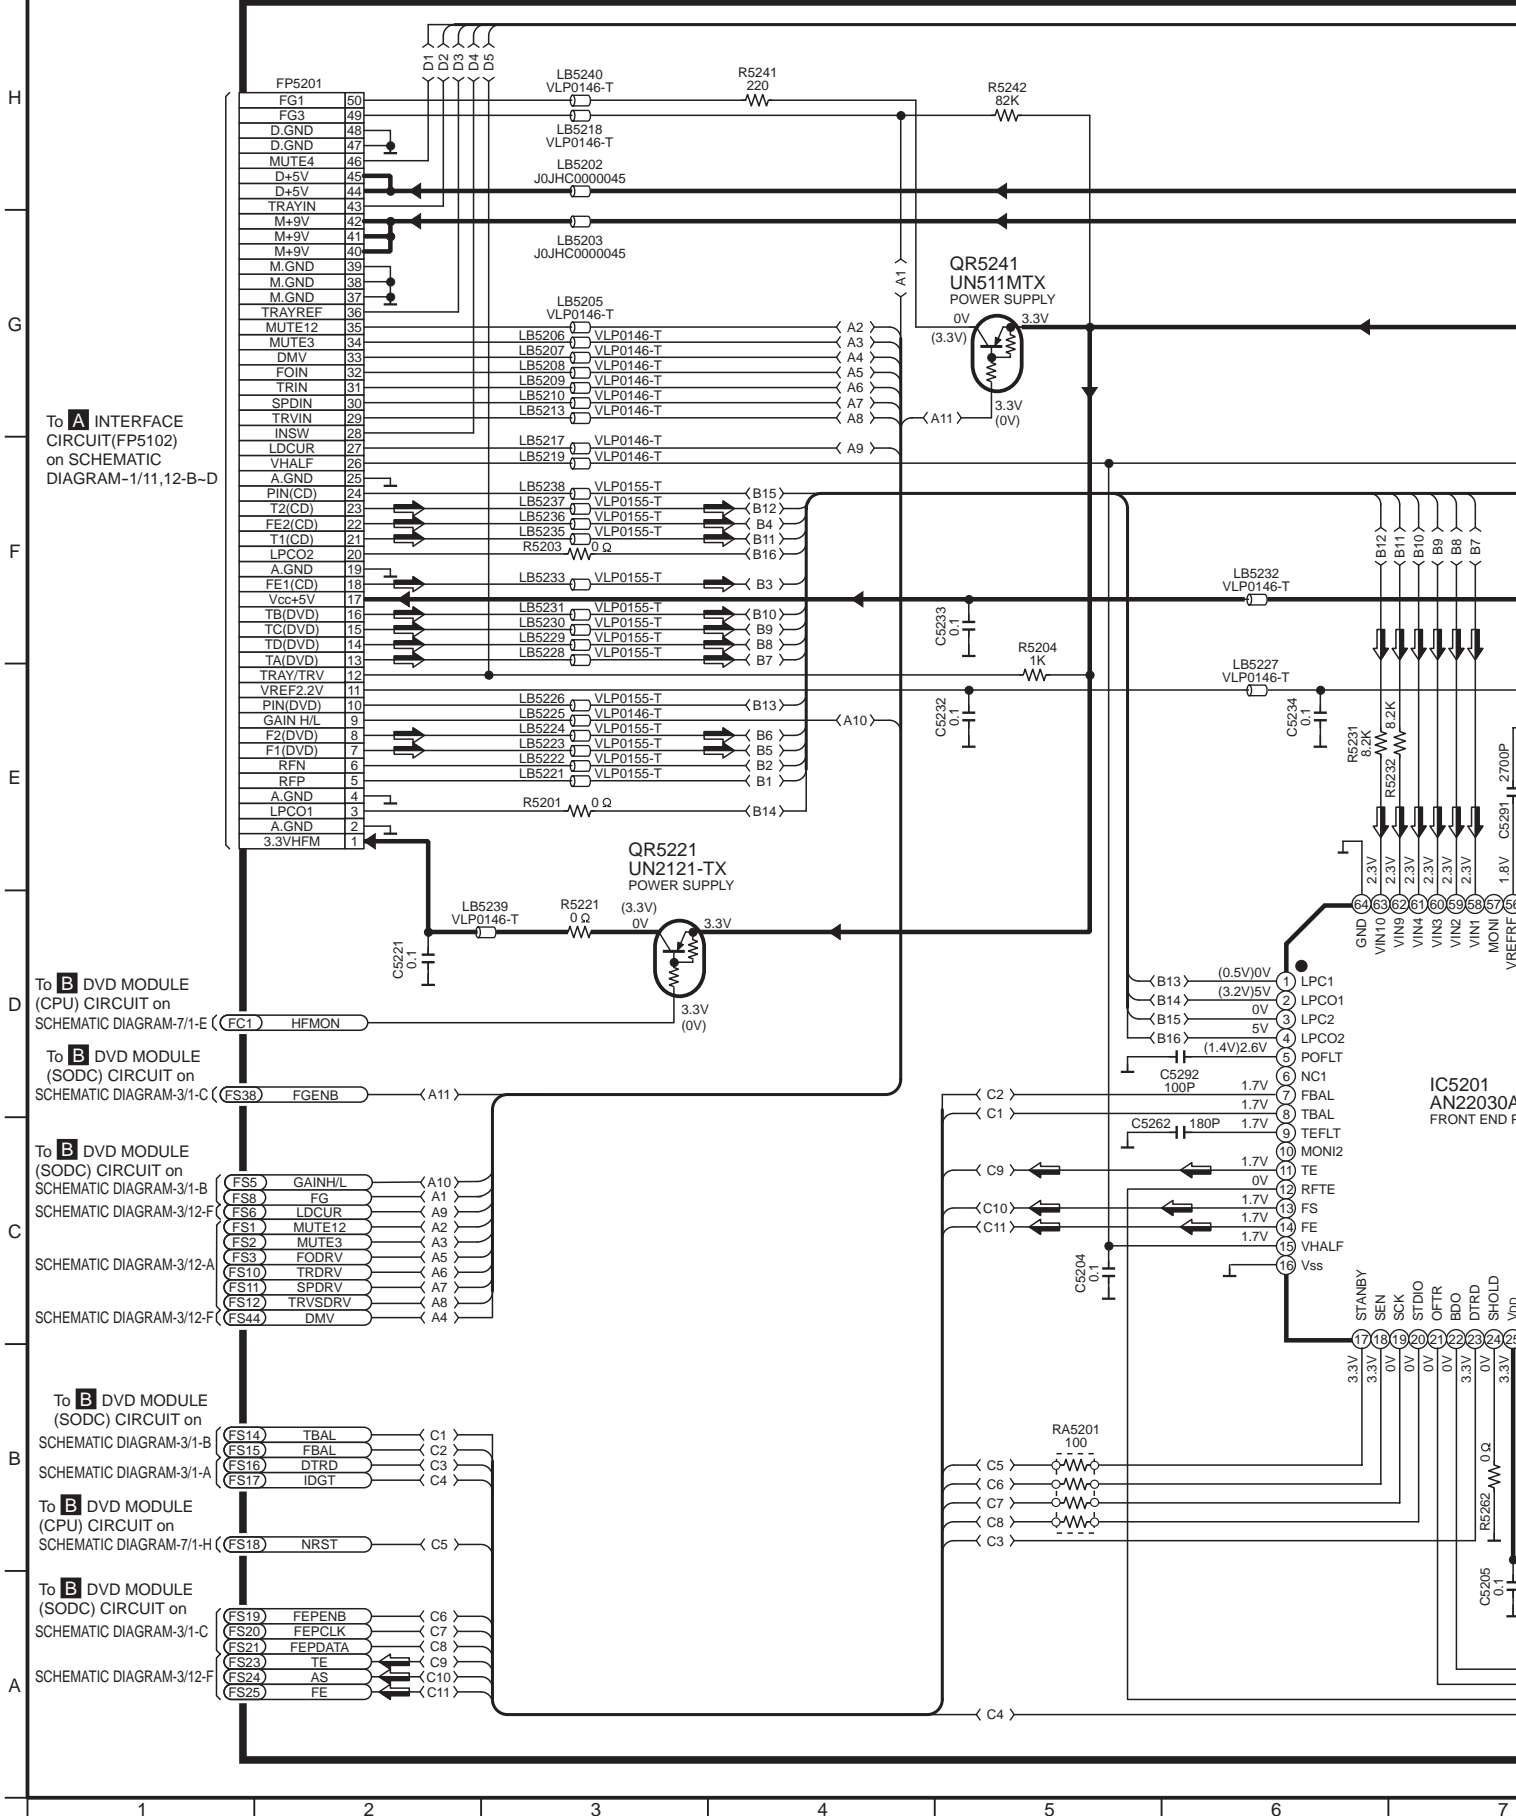 H
G
F
E
D
C
B
A
1
2
3
4
5
6
7
D1
D2
D3
D4
D5
FP5201
FG1 50
FG3 49
D.GND 48
D.GND 47
MUTE4 46
D+5V 45
D+5V 44
TRAYIN 43
M+9V 42
M+9V 41
M+9V 40
M.GND 39
M.GND 38
M.GND 37
TRAYREF 36
MUTE12 35
MUTE3 34
DMV 33
FOIN 32
TRIN 31
SPDIN 30
TRVIN 29
INSW 28
LDCUR 27
VHALF 26
A.GND 25
PIN(CD) 24
T2(CD) 23
FE2(CD) 22
T1(CD) 21
LPCO2 20
A.GND 19
FE1(CD) 18
Vcc+5V 17
TB(DVD) 16
TC(DVD) 15
TD(DVD) 14
TA(DVD) 13
TRAY/TRV 12
VREF2.2V 11
PIN(DVD) 10
GAIN H/L 9
F2(DVD) 8
F1(DVD) 7
RFN 6
RFP 5
A.GND 4
LPCO1 3
A.GND 2
3.3VHFM 1
To A INTERFACE
CIRCUIT(FP5102)
on SCHEMATIC
DIAGRAM-1/11,12-B~D
LB5240
VLP0146-T
LB5218
VLP0146-T
LB5202
J0JHC0000045
LB5203
J0JHC0000045
R5241
220
R5242
82K
A1
QR5241
UN511MTX
POWER SUPPLY
0V
(3.3V)
3.3V
3.3V
(0V)
A11
LB5205
VLP0146-T
A2
LB5206 VLP0146-T A3
LB5207 VLP0146-T A4
LB5208 VLP0146-T A5
LB5209 VLP0146-T A6
LB5210 VLP0146-T A7
LB5213 VLP0146-T A8
LB5217 VLP0146-T A9
LB5219 VLP0146-T
LB5238 VLP0155-T B15
LB5237 VLP0155-T B12
LB5236 VLP0155-T B4
LB5235 VLP0155-T B11
R5203 0 Ω B16
LB5233 VLP0155-T B3
LB5231 VLP0155-T B10
LB5230 VLP0155-T B9
LB5229 VLP0155-T B8
LB5228 VLP0155-T B7
LB5226 VLP0155-T B13
LB5225 VLP0146-T A10
LB5224 VLP0155-T B6
LB5223 VLP0155-T B5
LB5222 VLP0155-T B2
LB5221 VLP0155-T B1
R5201 0 Ω B14
C5233
0.1
R5204
1K
C5232
0.1
LB5232
VLP0146-T
LB5227
VLP0146-T
C5234
0.1
B12
B11
B10
B9
B8
B7
R5231
8.2K
R5232
8.2K
C5291
2700P
2.3V
2.3V
2.3V
2.3V
2.3V
2.3V
1.8V
64 63 62 61 60 59 58 57 56
GND
VIN10
VIN9
VIN4
VIN3
VIN2
VIN1
MONI
VREFRF
QR5221
UN2121-TX
POWER SUPPLY
LB5239
VLP0146-T
R5221
0 Ω
(3.3V)
0V
3.3V
3.3V
(0V)
C5221
0.1
To B DVD MODULE
(CPU) CIRCUIT on
SCHEMATIC DIAGRAM-7/1-E FC1 HFMON
To B DVD MODULE
(SODC) CIRCUIT on
SCHEMATIC DIAGRAM-3/1-C FS38 FGENB A11
To B DVD MODULE
(SODC) CIRCUIT on
SCHEMATIC DIAGRAM-3/1-B
FS5 GAINH/L A10
FS8 FG A1
SCHEMATIC DIAGRAM-3/12-F FS6 LDCUR A9
FS1 MUTE12 A2
FS2 MUTE3 A3
SCHEMATIC DIAGRAM-3/12-A FS3 FODRV A5
FS10 TRDRV A6
FS11 SPDRV A7
FS12 TRVSDRV A8
SCHEMATIC DIAGRAM-3/12-F FS44 DMV A4
To B DVD MODULE
(SODC) CIRCUIT on
SCHEMATIC DIAGRAM-3/1-B
FS14 TBAL C1
FS15 FBAL C2
SCHEMATIC DIAGRAM-3/1-A
FS16 DTRD C3
FS17 IDGT C4
To B DVD MODULE
(CPU) CIRCUIT on
SCHEMATIC DIAGRAM-7/1-H FS18 NRST C5
To B DVD MODULE
(SODC) CIRCUIT on
SCHEMATIC DIAGRAM-3/1-C
FS19 FEPENB C6
FS20 FEPCLK C7
FS21 FEPDATA C8
SCHEMATIC DIAGRAM-3/12-F
FS23 TE C9
FS24 AS C10
FS25 FE C11
B13 (0.5V)0V 1 LPC1
B14 (3.2V)5V 2 LPCO1
B15 0V 3 LPC2
B16 5V 4 LPCO2
(1.4V)2.6V 5 POFLT
C5292
100P
6 NC1
C2 1.7V 7 FBAL
C1 1.7V 8 TBAL
C5262 180P 1.7V 9 TEFLT
10 MONI2
C9 1.7V 11 TE
0V 12 RFTE
C10 1.7V 13 FS
C11 1.7V 14 FE
1.7V 15 VHALF
16 Vss
C5204
0.1
IC5201
AN22030A
FRONT END P
STANBY
SEN
SCK
STDIO
OFTR
BDO
DTRD
SHOLD
VDD
17 18 19 20 21 22 23 24 25
3.3V
3.3V
0V
0V
0V
0V
3.3V
0V
3.3V
RA5201
100
C5
C6
C7
C8
C3
C4
R5262
0 Ω
C5205
0.1